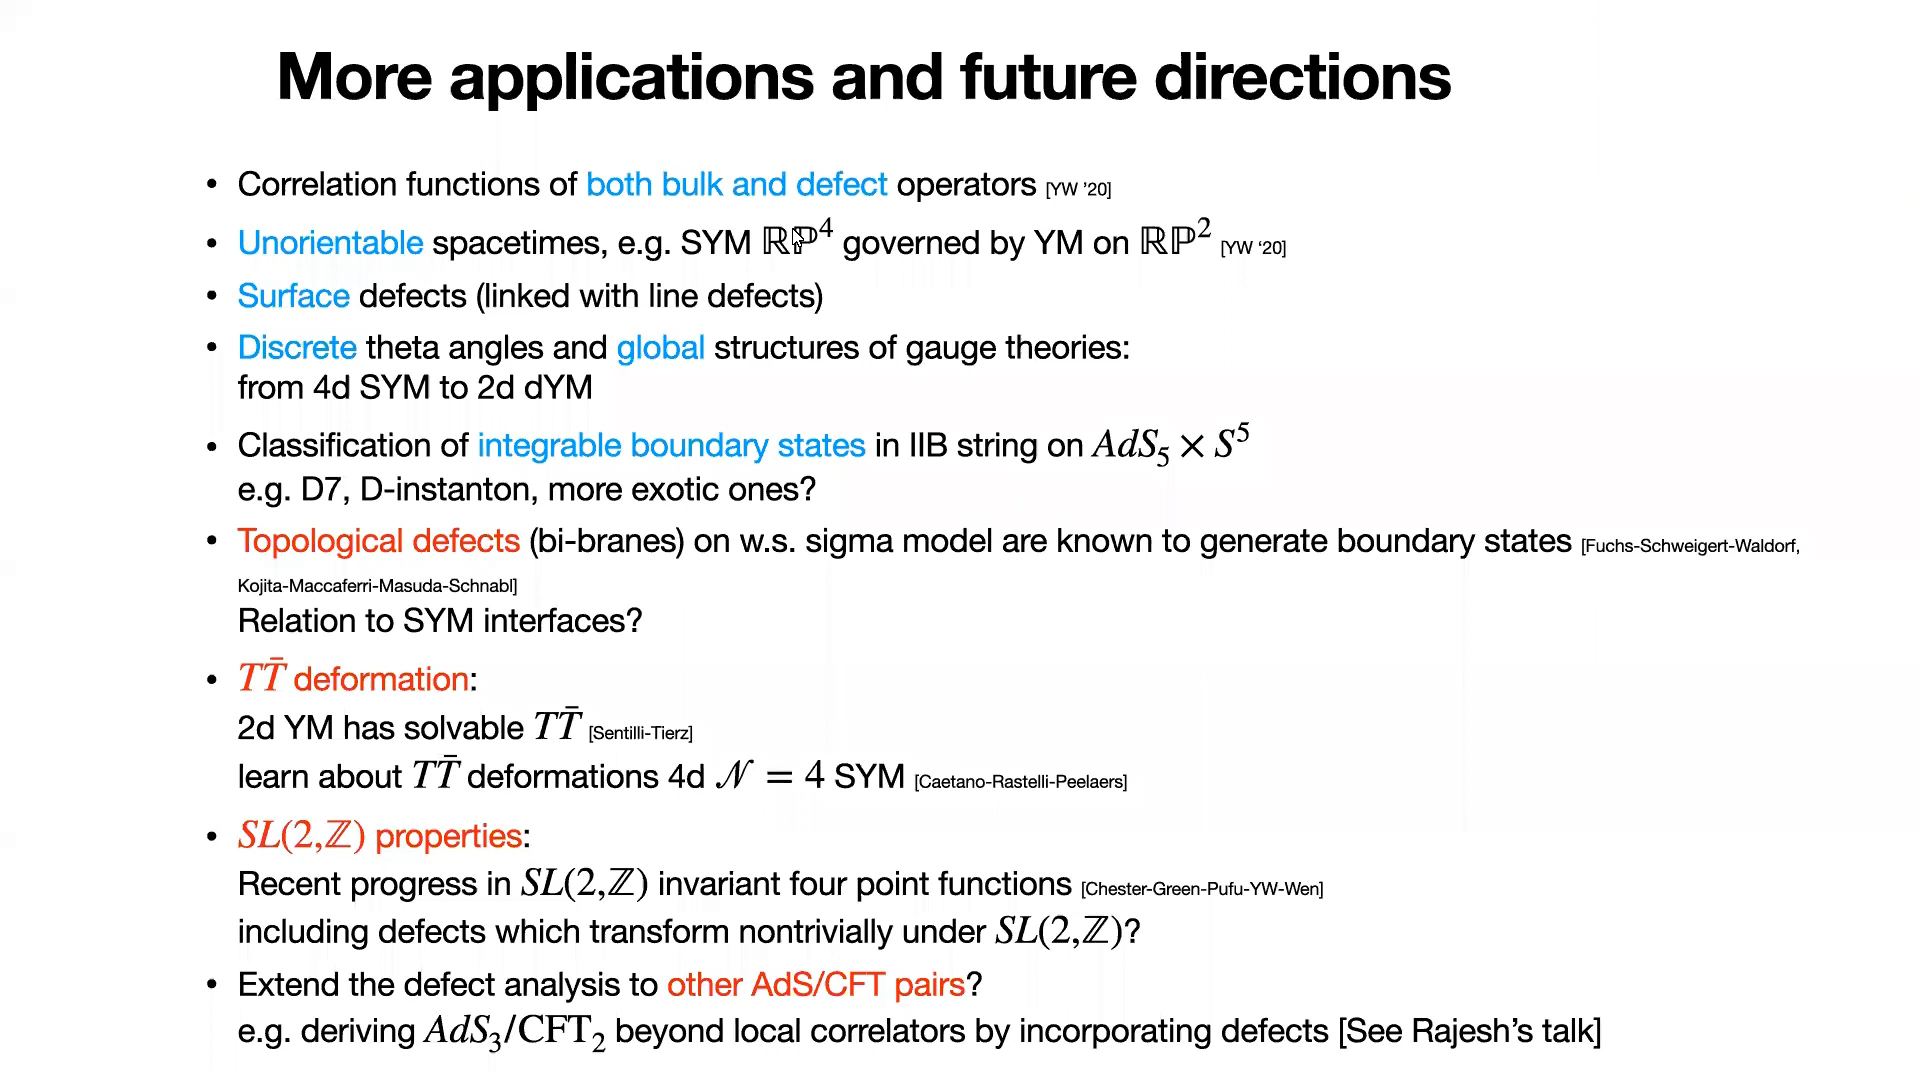 More applications and future directions
• Correlation functions of both bulk and defect operators [YW ’20]
• Unorientable spacetimes, e.g. SYM ℝℙ⁴ governed by YM on ℝℙ² [YW ‘20]
• Surface defects (linked with line defects)
• Discrete theta angles and global structures of gauge theories:
from 4d SYM to 2d dYM
• Classification of integrable boundary states in IIB string on AdS₅ × S⁵
e.g. D7, D-instanton, more exotic ones?
• Topological defects (bi-branes) on w.s. sigma model are known to generate boundary states [Fuchs-Schweigert-Waldorf,
Kojita-Maccaferri-Masuda-Schnabl]
Relation to SYM interfaces?
• TT̄ deformation:
2d YM has solvable TT̄ [Sentilli-Tierz]
learn about TT̄ deformations 4d 𝒩 = 4 SYM [Caetano-Rastelli-Peelaers]
• SL(2,ℤ) properties:
Recent progress in SL(2,ℤ) invariant four point functions [Chester-Green-Pufu-YW-Wen]
including defects which transform nontrivially under SL(2,ℤ)?
• Extend the defect analysis to other AdS/CFT pairs?
e.g. deriving AdS₃/CFT₂ beyond local correlators by incorporating defects [See Rajesh’s talk]